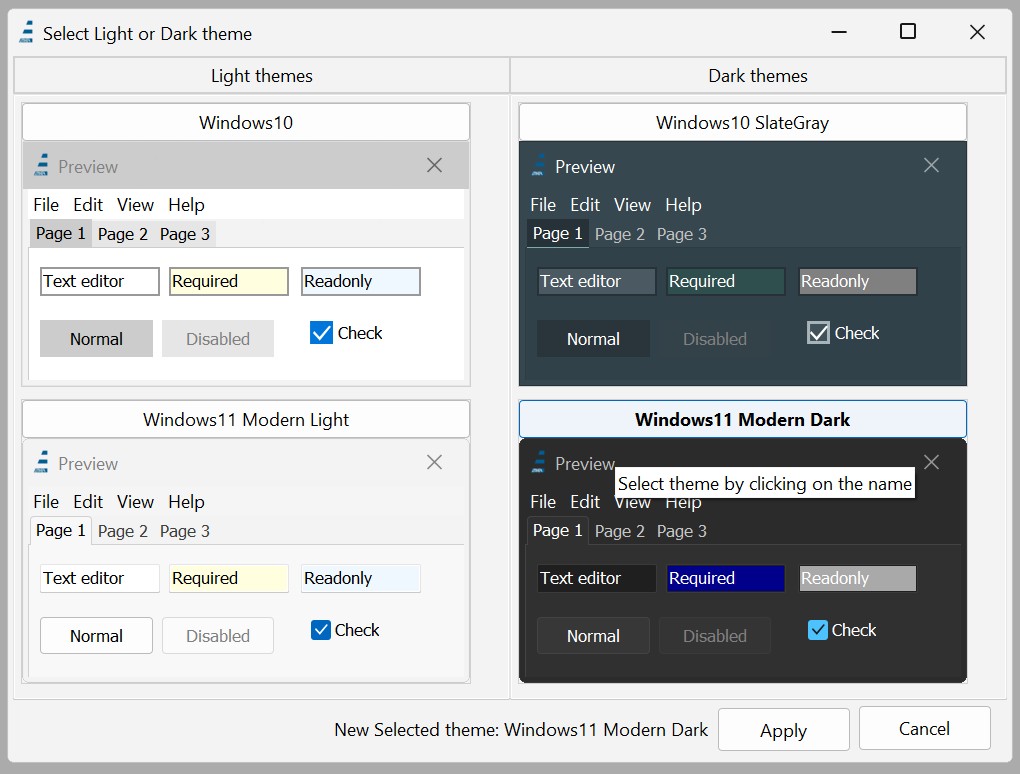 Select Light or Dark theme
Light themes
Dark themes
Windows10
Preview
File Edit View Help
Page 1 Page 2 Page 3
Text editor Required Readonly
Normal Disabled Check
Windows10 SlateGray
Preview
File Edit View Help
Page 1 Page 2 Page 3
Text editor Required Readonly
Normal Disabled Check
Windows11 Modern Light
Preview
File Edit View Help
Page 1 Page 2 Page 3
Text editor Required Readonly
Normal Disabled Check
Windows11 Modern Dark
Preview
Select theme by clicking on the name
File Edit View Help
Page 1 Page 2 Page 3
Text editor Required Readonly
Normal Disabled Check
New Selected theme: Windows11 Modern Dark Apply Cancel